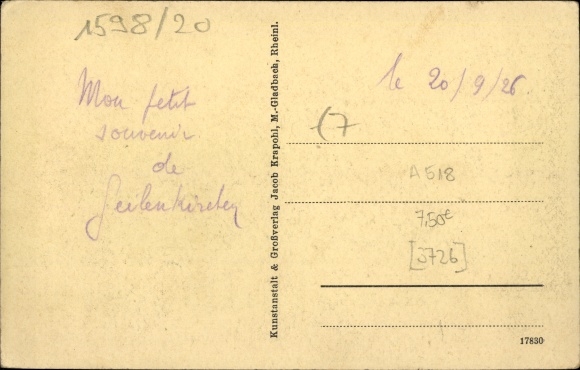 1598/20
Mon petit
souvenir
de
Geilenkirchen
Kunstanstalt & Großverlag Jacob Krapohl, M.-Gladbach, Rheinl.
le 20/9/26.
(7
A518
7,50€
[3726]
17830